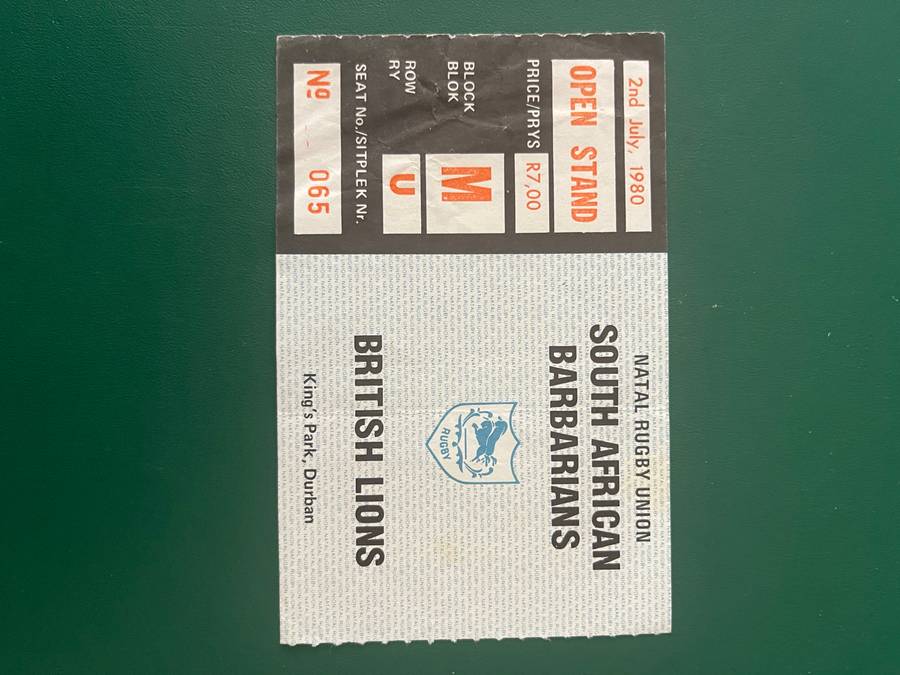 2nd July, 1980
OPEN STAND
PRICE/PRYS R7,00
BLOCK
BLOK
M
ROW
RY
U
SEAT No./SITPLEK Nr.
Nº 065
NATAL RUGBY UNION
SOUTH AFRICAN
BARBARIANS
RUGBY
BRITISH LIONS
King's Park, Durban